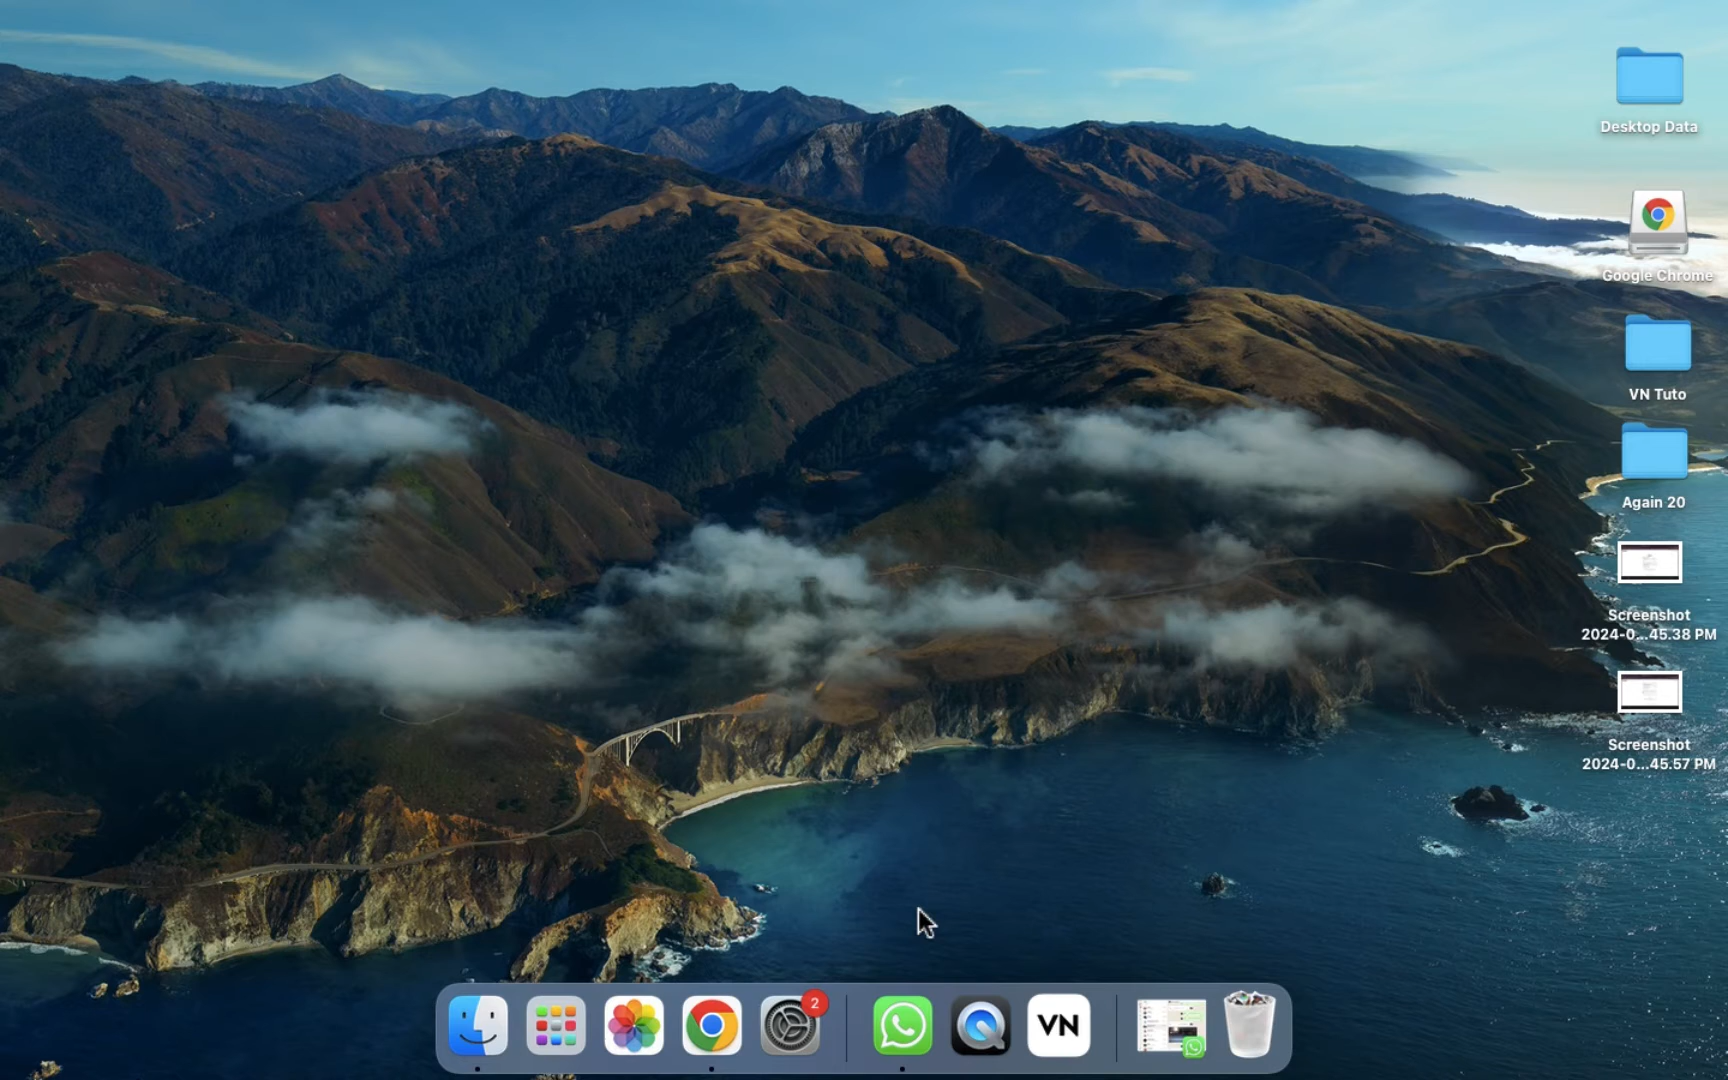 Desktop Data
Google Chrome
VN Tuto
Again 20
Screenshot
2024-0...45.38 PM
Screenshot
2024-0...45.57 PM
2
VN